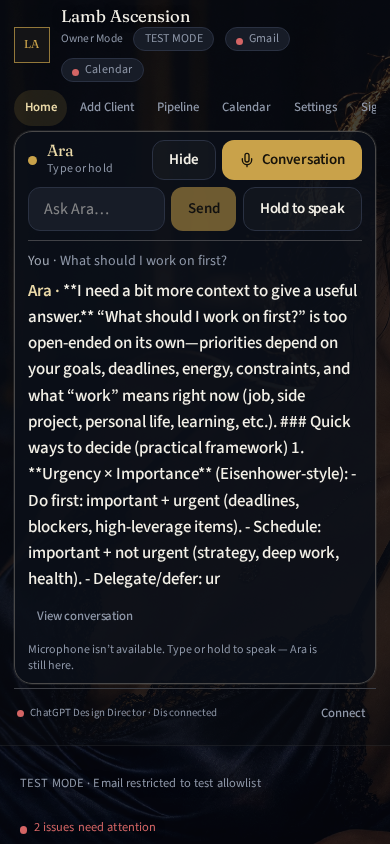 Lamb Ascension
LA
Owner Mode TEST MODE Gmail
Calendar
Home Add Client Pipeline Calendar Settings Sig
Ara
Type or hold
Hide Conversation
Ask Ara… Send Hold to speak
You · What should I work on first?
Ara · **I need a bit more context to give a useful
answer.** “What should I work on first?” is too
open-ended on its own—priorities depend on
your goals, deadlines, energy, constraints, and
what “work” means right now (job, side
project, personal life, learning, etc.). ### Quick
ways to decide (practical framework) 1.
**Urgency × Importance** (Eisenhower-style): -
Do first: important + urgent (deadlines,
blockers, high-leverage items). - Schedule:
important + not urgent (strategy, deep work,
health). - Delegate/defer: ur
View conversation
Microphone isn’t available. Type or hold to speak — Ara is
still here.
ChatGPT Design Director · Disconnected Connect
TEST MODE · Email restricted to test allowlist
2 issues need attention